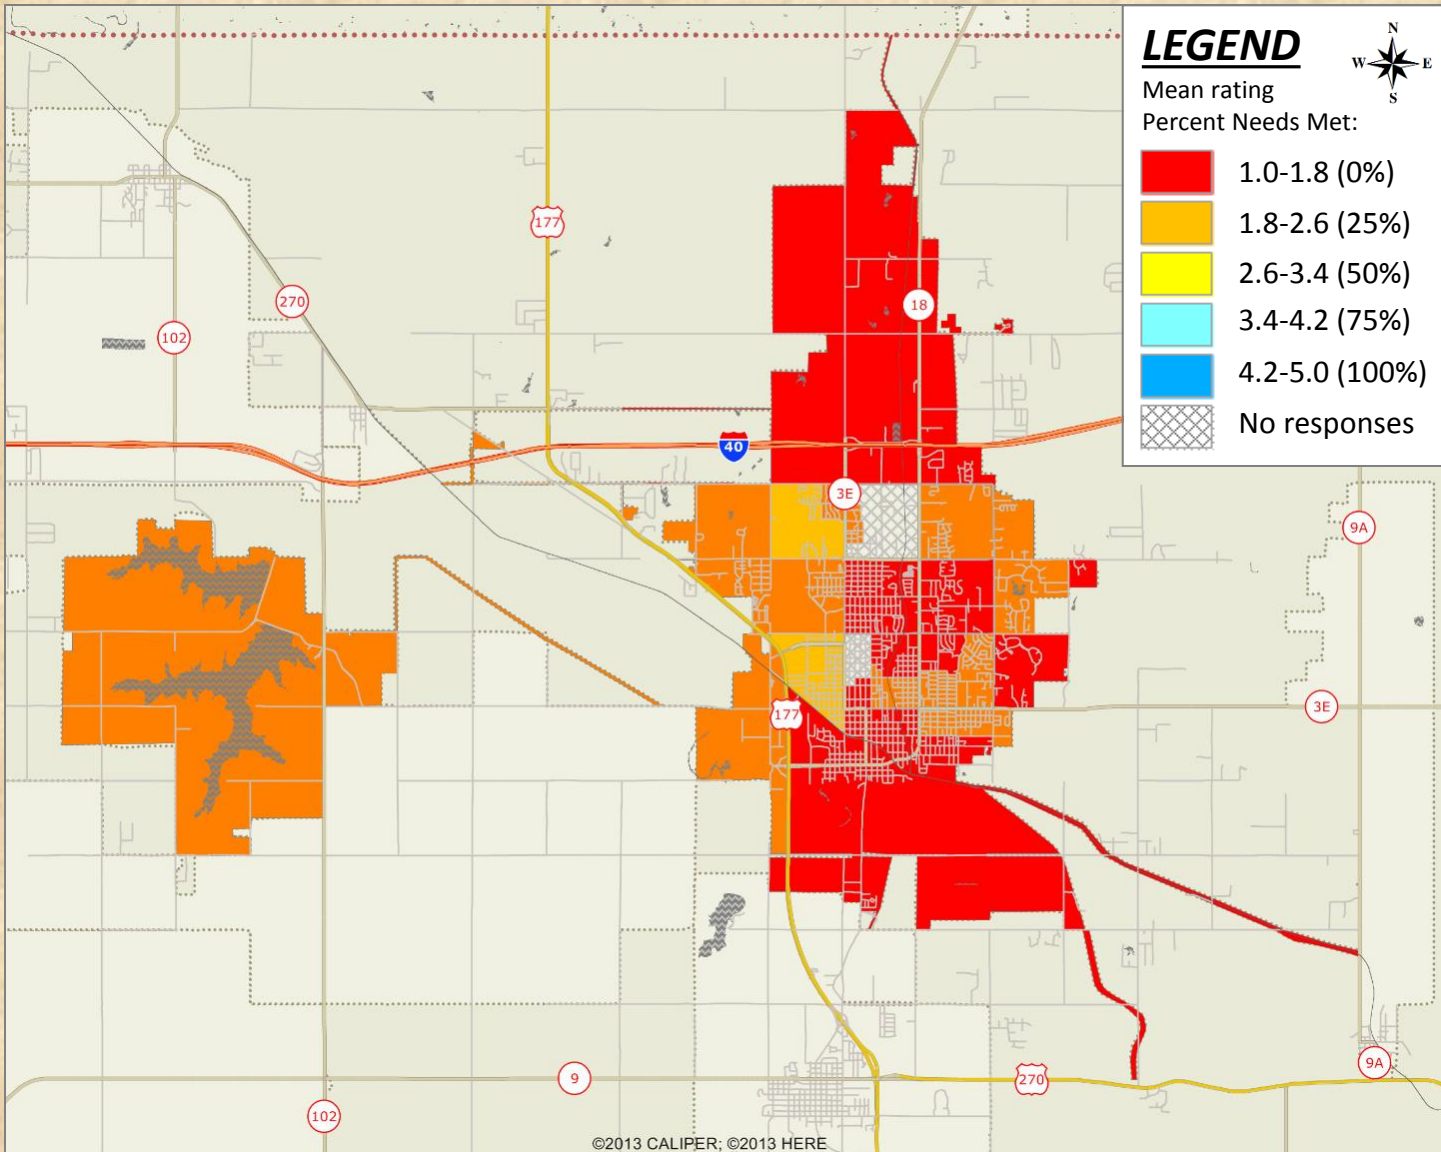 LEGEND
N
W E
S
Mean rating
Percent Needs Met:
1.0-1.8 (0%)
1.8-2.6 (25%)
2.6-3.4 (50%)
3.4-4.2 (75%)
4.2-5.0 (100%)
No responses
177
270
18
102
40
3E
9A
3E
177
9
270
9A
102
©2013 CALIPER; ©2013 HERE